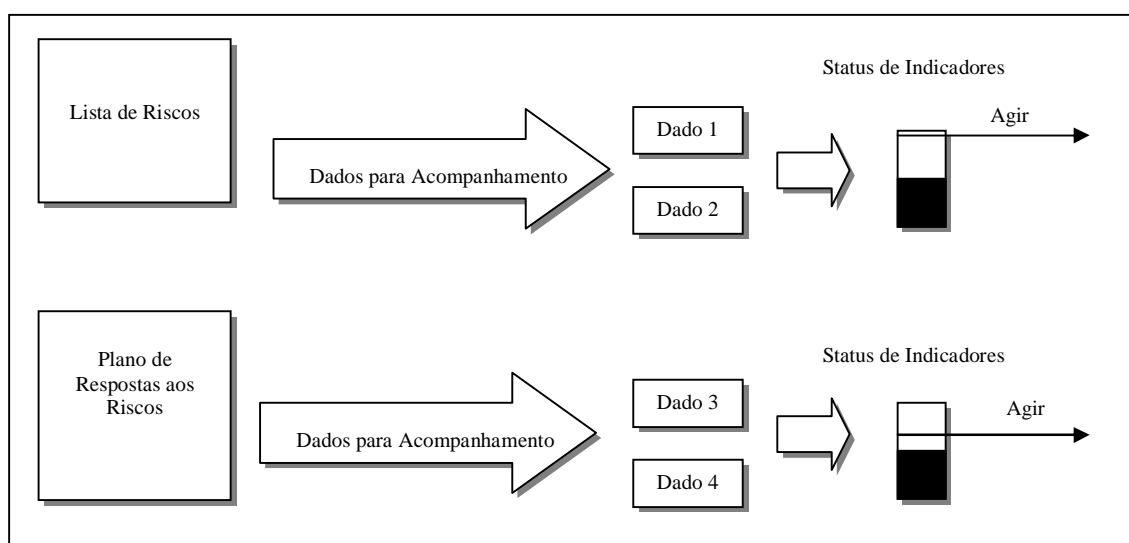 Lista de Riscos
Dados para Acompanhamento
Dado 1
Dado 2
Status de Indicadores
Agir
Plano de
Respostas aos
Riscos
Dados para Acompanhamento
Dado 3
Dado 4
Status de Indicadores
Agir